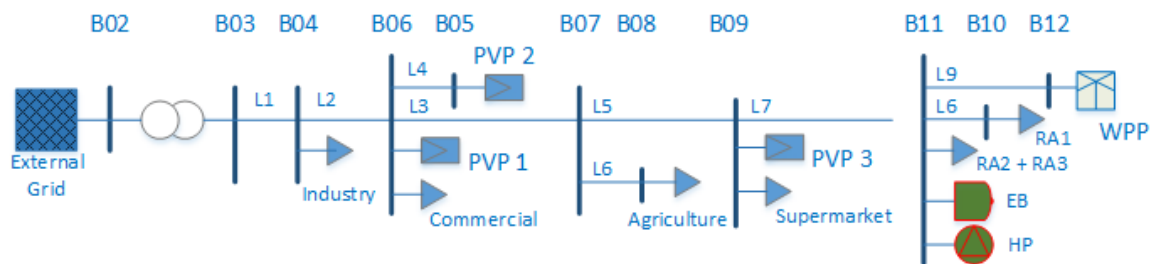 B02 B03 B04 B06 B05 B07 B08 B09 B11 B10 B12
PVP 2
L4 L9
L1 L2 L3 L5 L7 L6
RA1
WPP
PVP 1 PVP 3
RA2 + RA3
External
Grid
L6
Industry
Commercial
Agriculture
Supermarket
EB
HP